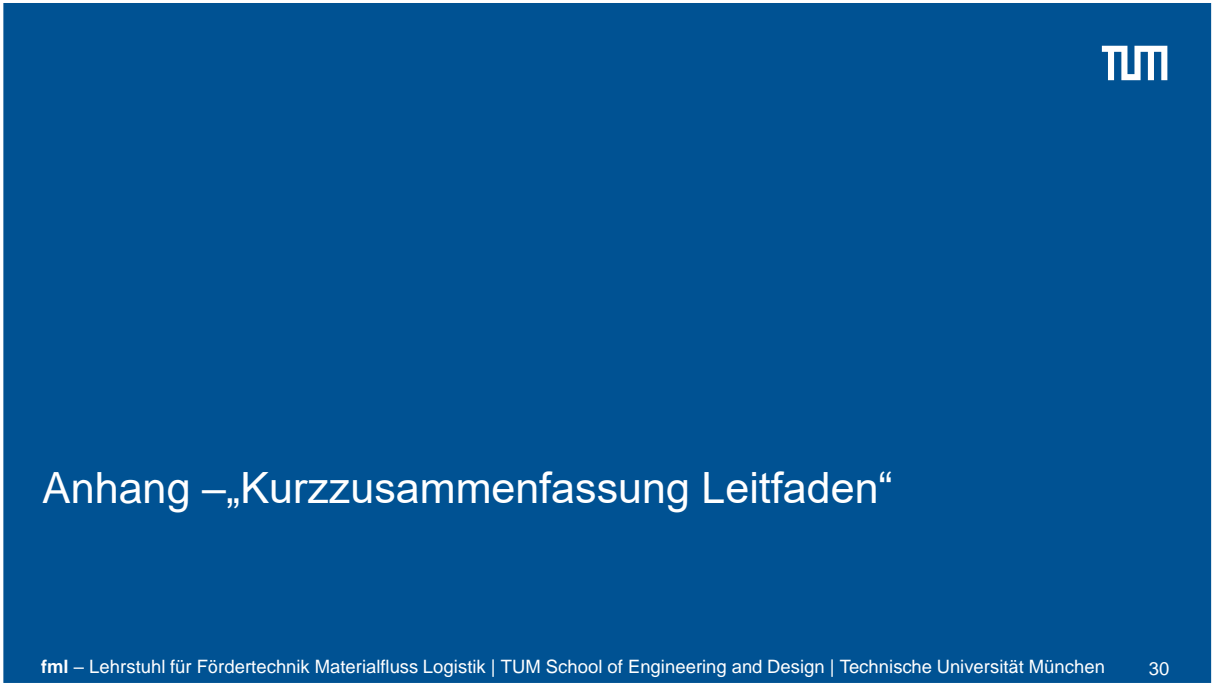 TUM
Anhang –„Kurzzusammenfassung Leitfaden“
fml – Lehrstuhl für Fördertechnik Materialfluss Logistik | TUM School of Engineering and Design | Technische Universität München 30